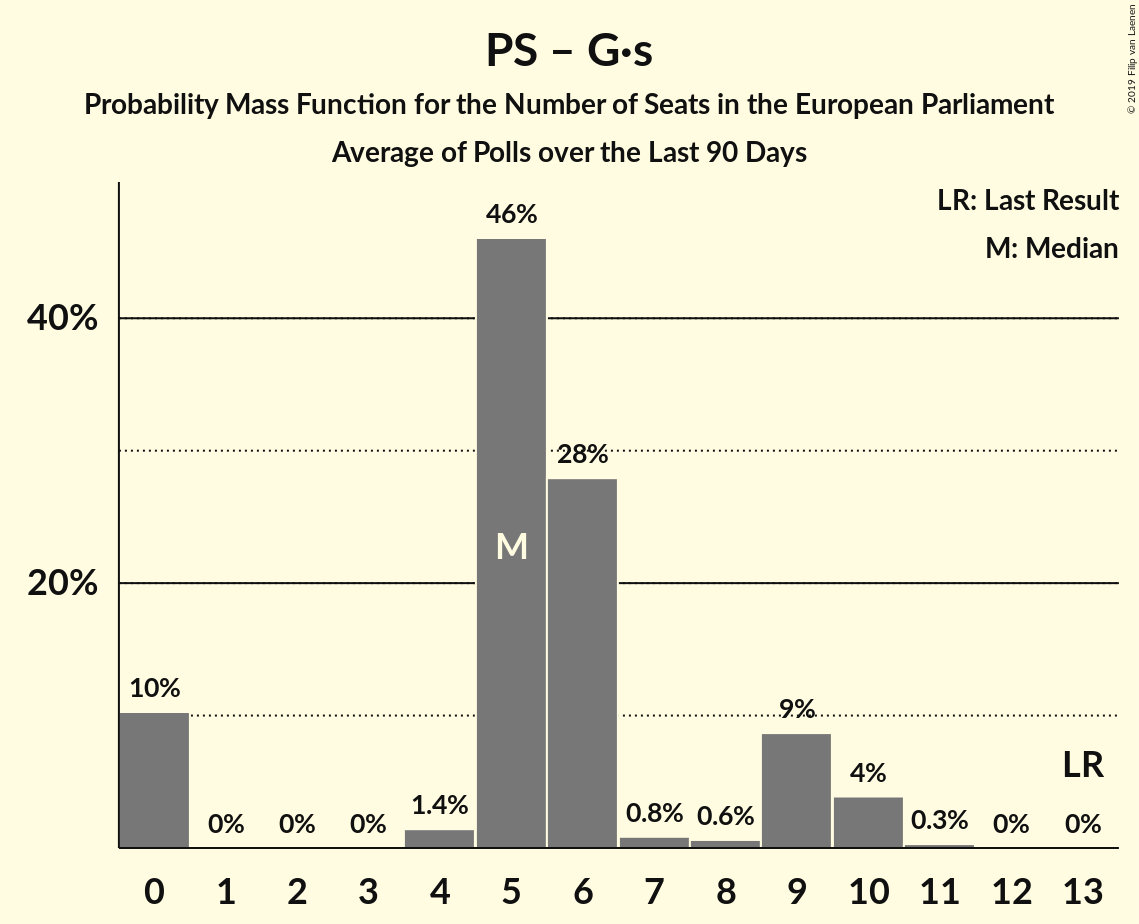 PS – G·s
Probability Mass Function for the Number of Seats in the European Parliament
Average of Polls over the Last 90 Days
© 2019 Filip van Laenen
LR: Last Result
M: Median
46%
40%
28%
M
20%
10%
9%
LR
4%
1.4%
0% 0% 0% 0.8% 0.6% 0.3% 0% 0%
0 1 2 3 4 5 6 7 8 9 10 11 12 13